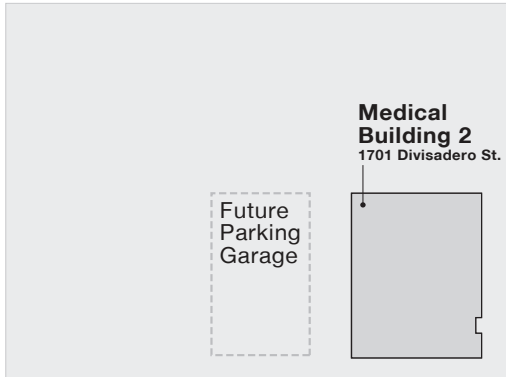 Medical
Building 2
1701 Divisadero St.
Future
Parking
Garage